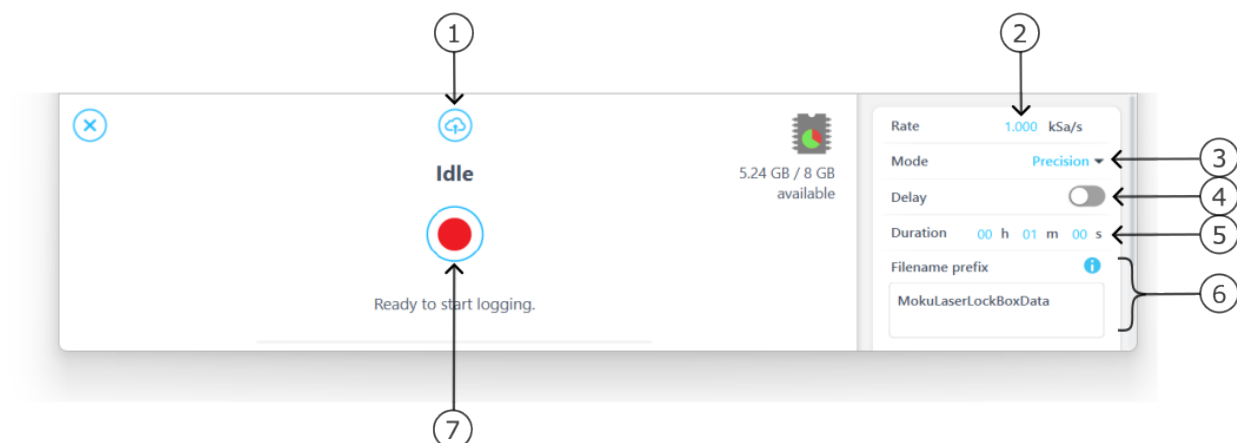 1
2
Rate 1.000 kSa/s
Idle
5.24 GB / 8 GB
available
Mode Precision
3
Delay
4
Duration 00 h 01 m 00 s
5
Filename prefix
6
MokuLaserLockBoxData
Ready to start logging.
7